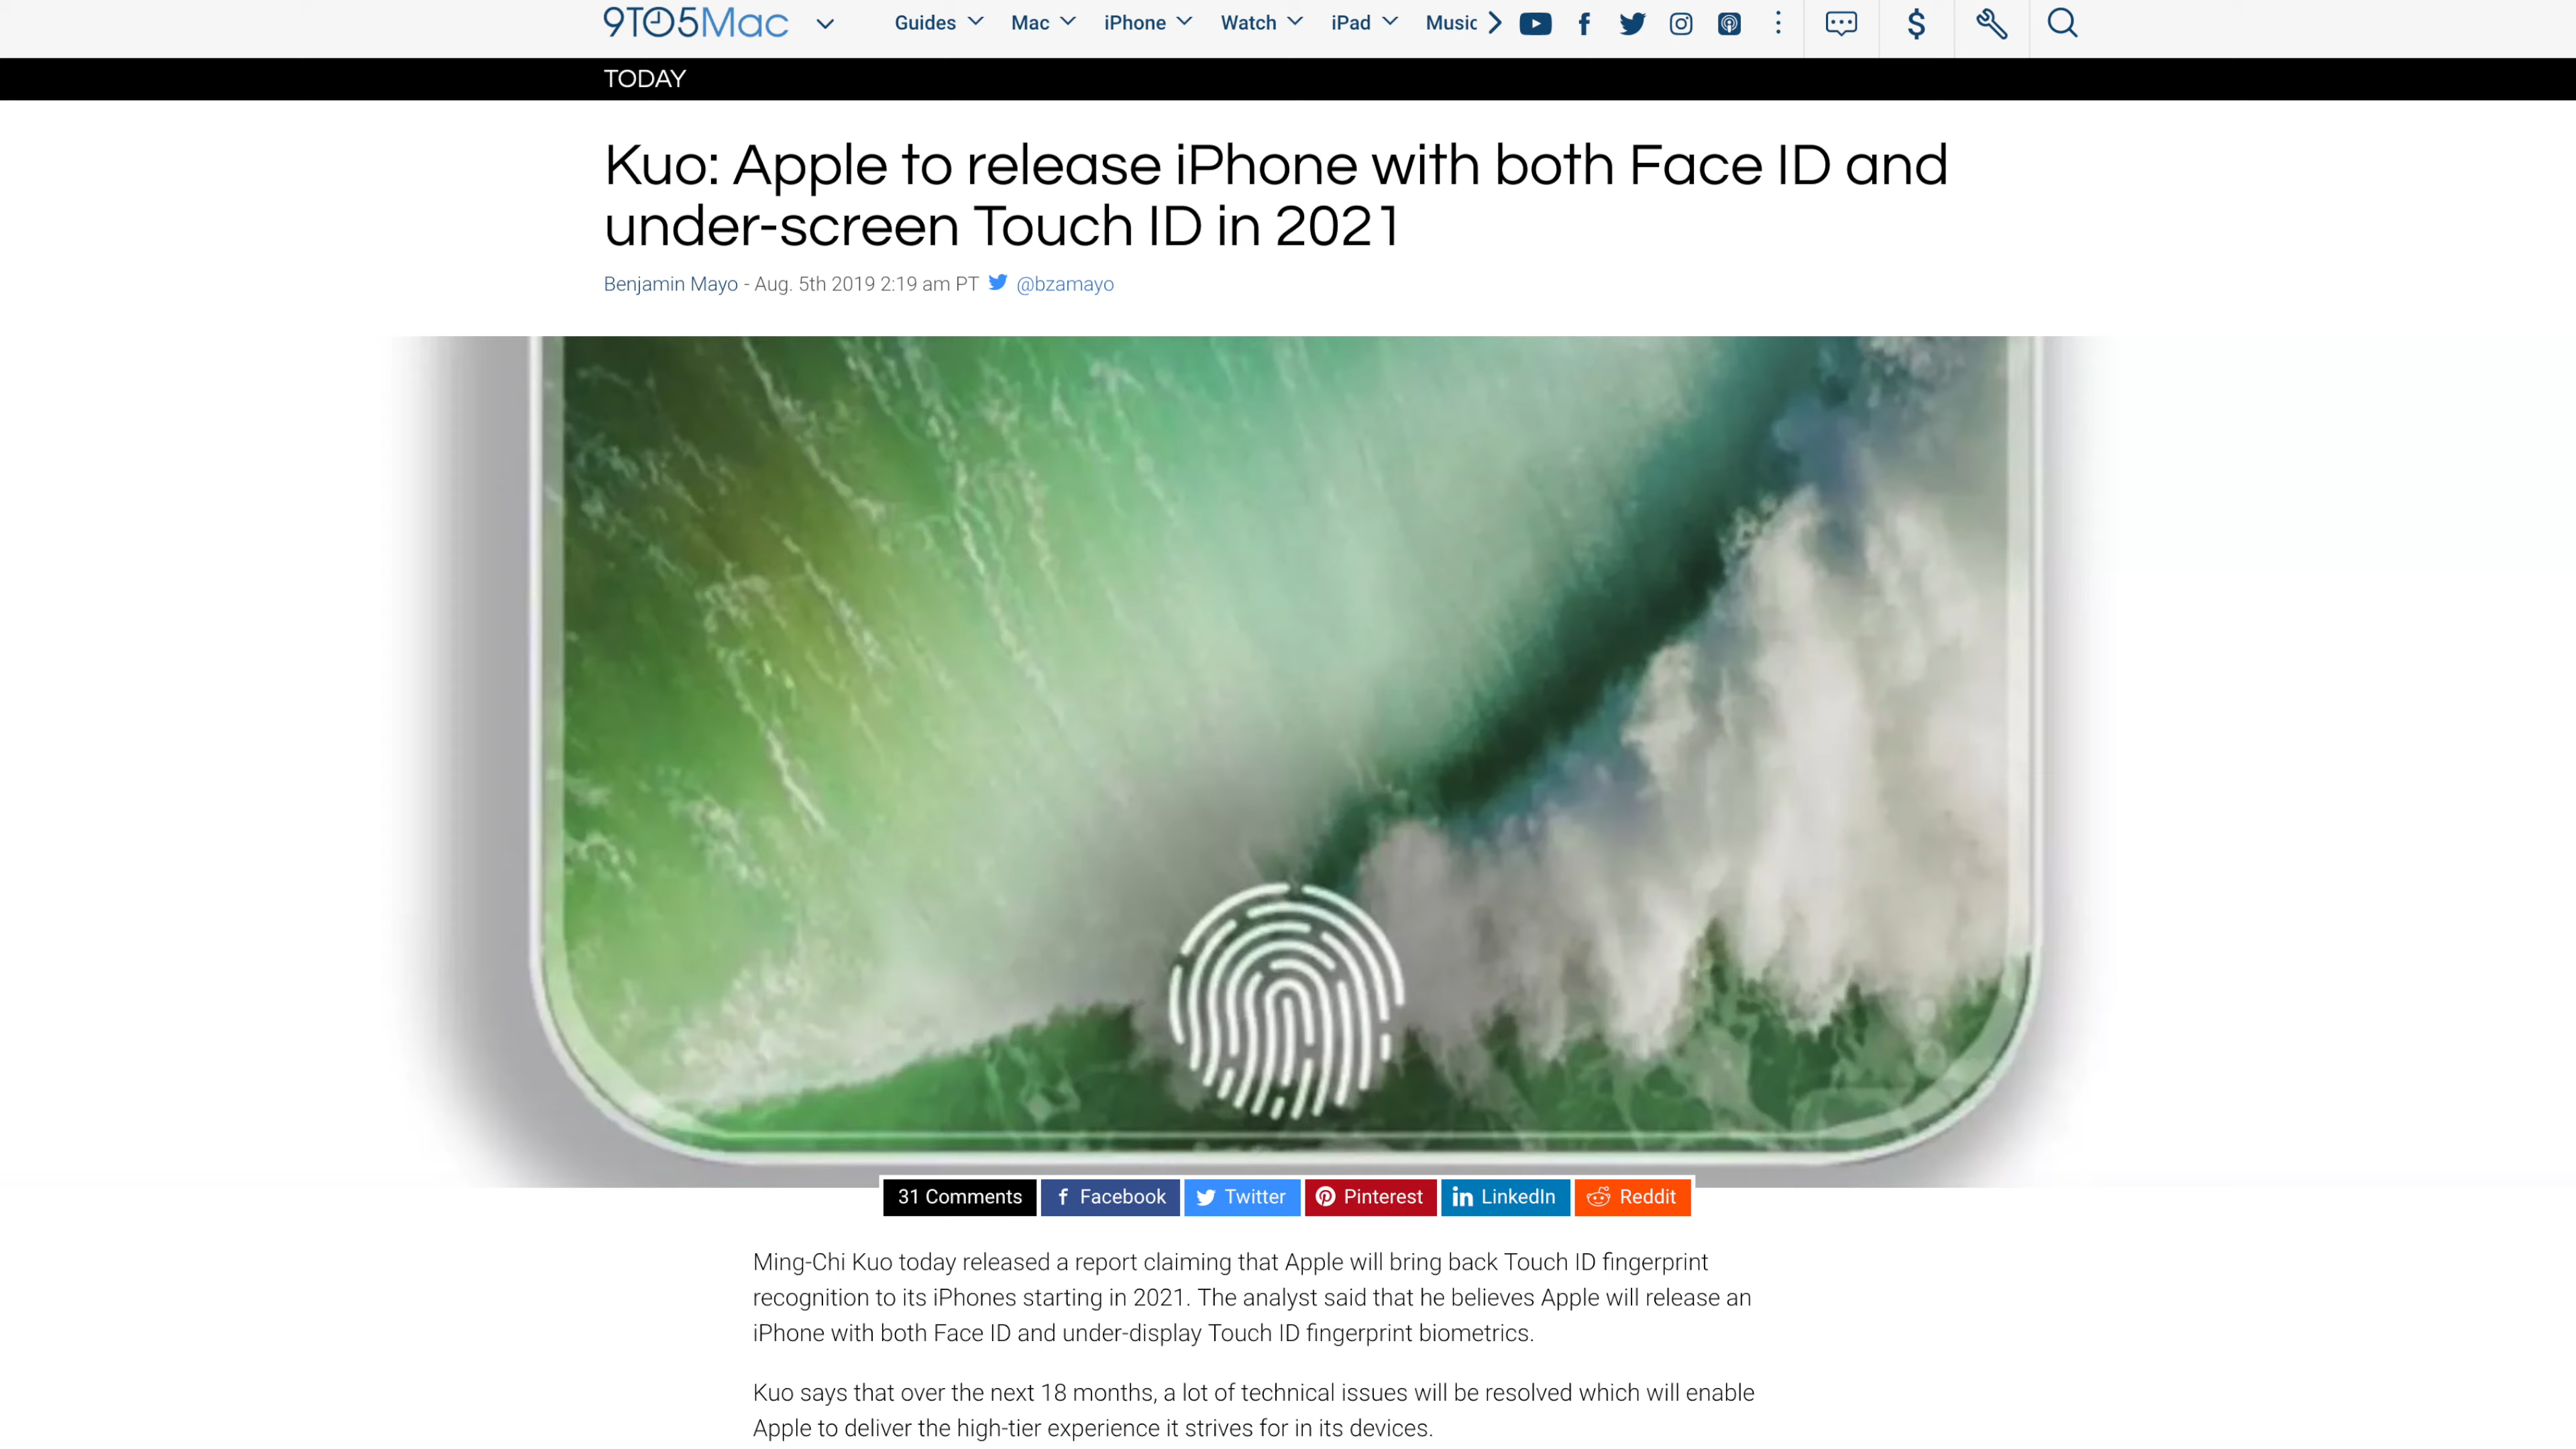 9TO5Mac
Guides Mac iPhone Watch iPad Music
TODAY
Kuo: Apple to release iPhone with both Face ID and
under-screen Touch ID in 2021
Benjamin Mayo - Aug. 5th 2019 2:19 am PT @bzamayo
31 Comments Facebook Twitter Pinterest LinkedIn Reddit
Ming-Chi Kuo today released a report claiming that Apple will bring back Touch ID fingerprint
recognition to its iPhones starting in 2021. The analyst said that he believes Apple will release an
iPhone with both Face ID and under-display Touch ID fingerprint biometrics.
Kuo says that over the next 18 months, a lot of technical issues will be resolved which will enable
Apple to deliver the high-tier experience it strives for in its devices.